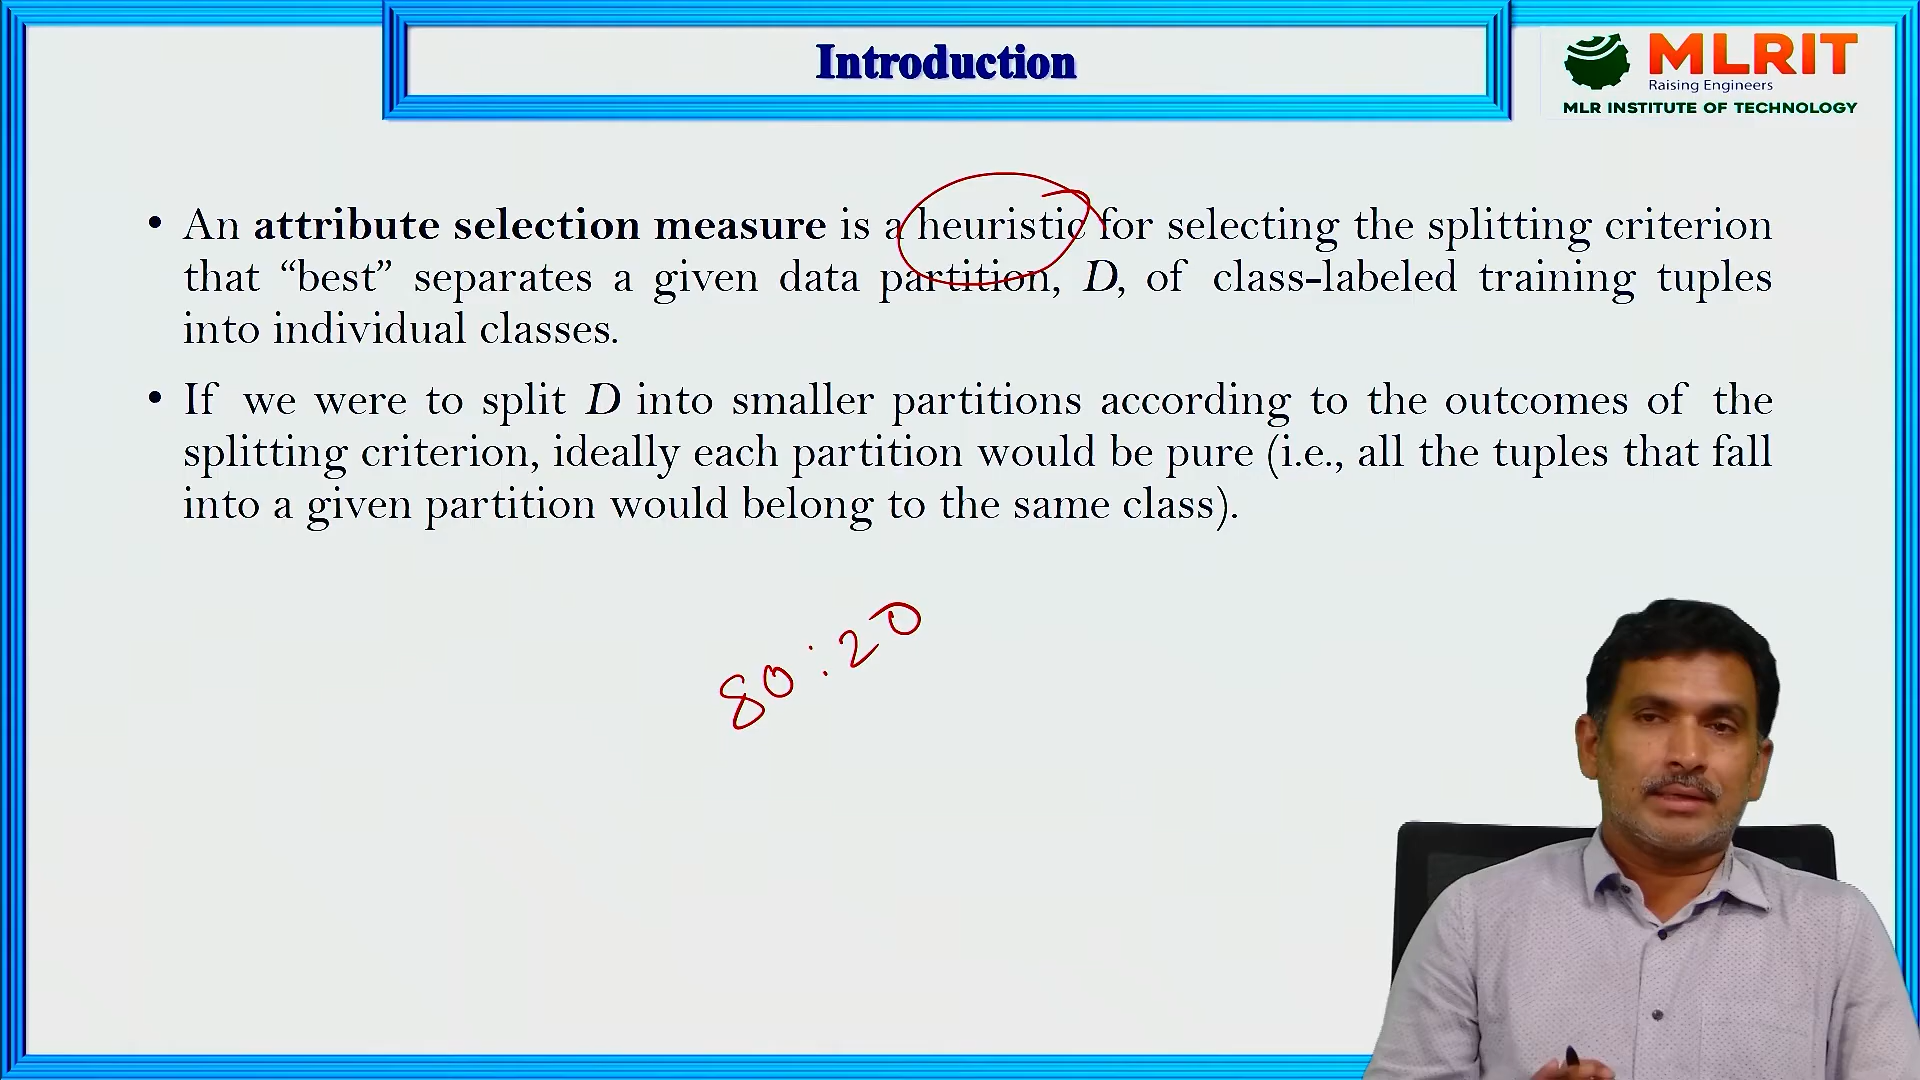 Introduction
MLRIT
Raising Engineers
MLR INSTITUTE OF TECHNOLOGY
• An attribute selection measure is a heuristic for selecting the splitting criterion
that “best” separates a given data partition, D, of class-labeled training tuples
into individual classes.
• If we were to split D into smaller partitions according to the outcomes of the
splitting criterion, ideally each partition would be pure (i.e., all the tuples that fall
into a given partition would belong to the same class).
80:20